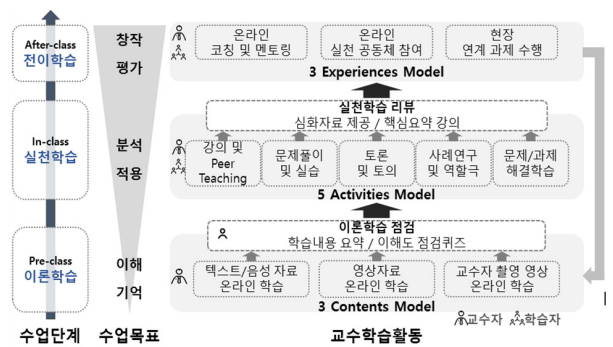 After-class
전이학습
창작
평가
온라인
코칭 및 멘토링
온라인
실천 공동체 참여
현장
연계 과제 수행
3 Experiences Model
실천학습 리뷰
심화자료 제공 / 핵심요약 강의
In-class
실천학습
분석
적용
강의 및
Peer
Teaching
문제풀이
및 실습
토론
및 토의
사례연구
및 역할극
문제/과제
해결학습
5 Activities Model
이론학습 점검
학습내용 요약 / 이해도 점검퀴즈
Pre-class
이론학습
이해
기억
텍스트/음성 자료
온라인 학습
영상자료
온라인 학습
교수자 촬영 영상
온라인 학습
3 Contents Model
교수자
학습자
수업단계
수업목표
교수학습활동